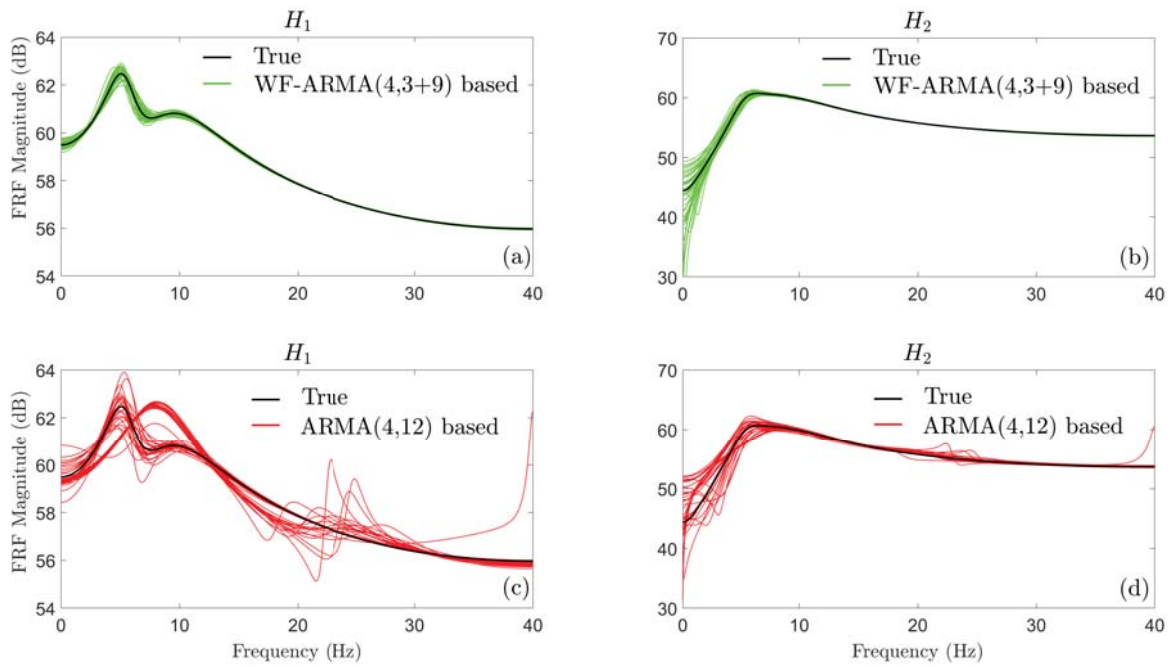 H₁
64
62
60
58
56
54
FRF Magnitude (dB)
True
WF-ARMA(4,3+9) based
(a)
0 10 20 30 40
H₂
70
60
50
40
30
True
WF-ARMA(4,3+9) based
(b)
0 10 20 30 40
H₁
64
62
60
58
56
54
FRF Magnitude (dB)
True
ARMA(4,12) based
(c)
0 10 20 30 40
Frequency (Hz)
H₂
70
60
50
40
30
True
ARMA(4,12) based
(d)
0 10 20 30 40
Frequency (Hz)